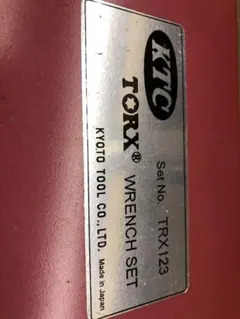 KTC
Set No. TRX123
TORX® WRENCH SET
KYOTO TOOL CO., LTD. Made in Japan